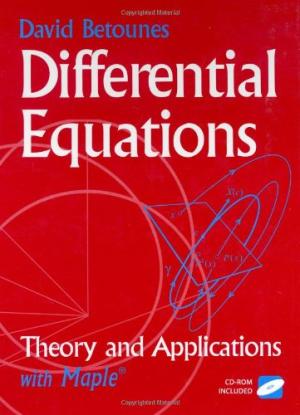 David Betounes
Differential
Equations
Theory and Applications
with Maple®
CD-ROM
INCLUDED